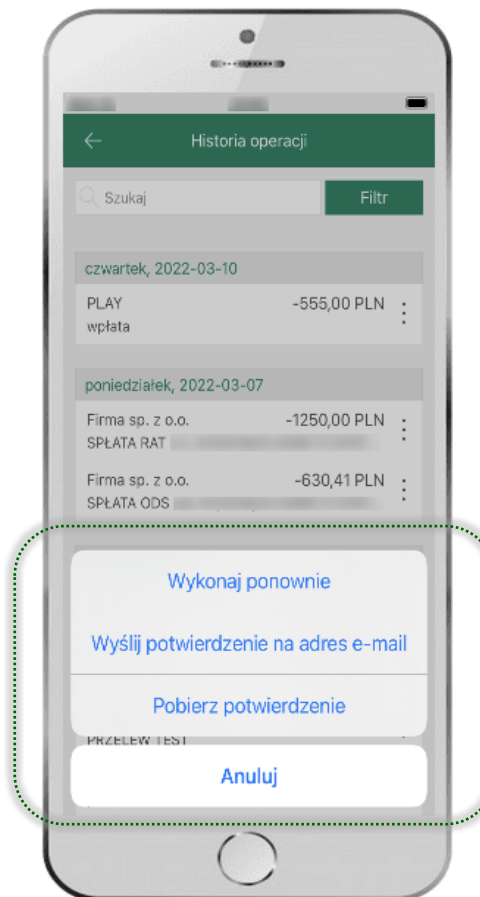 Historia operacji
Szukaj
Filtr
czwartek, 2022-03-10
PLAY -555,00 PLN
wpłata
poniedziałek, 2022-03-07
Firma sp. z o.o. -1250,00 PLN
SPŁATA RAT
Firma sp. z o.o. -630,41 PLN
SPŁATA ODS
Wykonaj ponownie
Wyślij potwierdzenie na adres e-mail
Pobierz potwierdzenie
PRZELEW TEST
Anuluj